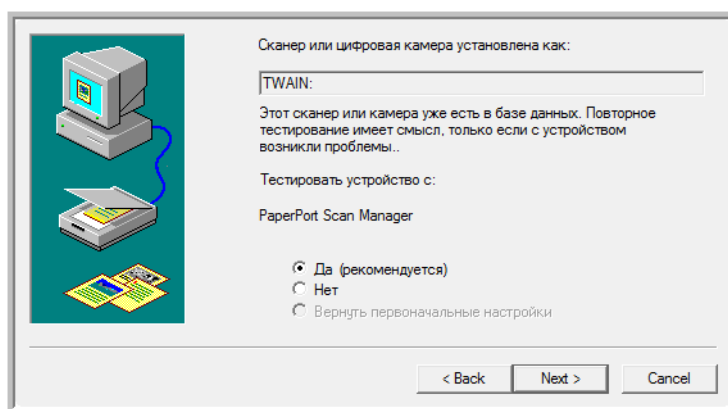 Сканер или цифровая камера установлена как:
TWAIN:
Этот сканер или камера уже есть в базе данных. Повторное
тестирование имеет смысл, только если с устройством
возникли проблемы..
Тестировать устройство с:
PaperPort Scan Manager
Да (рекомендуется)
Нет
Вернуть первоначальные настройки
< Back Next > Cancel